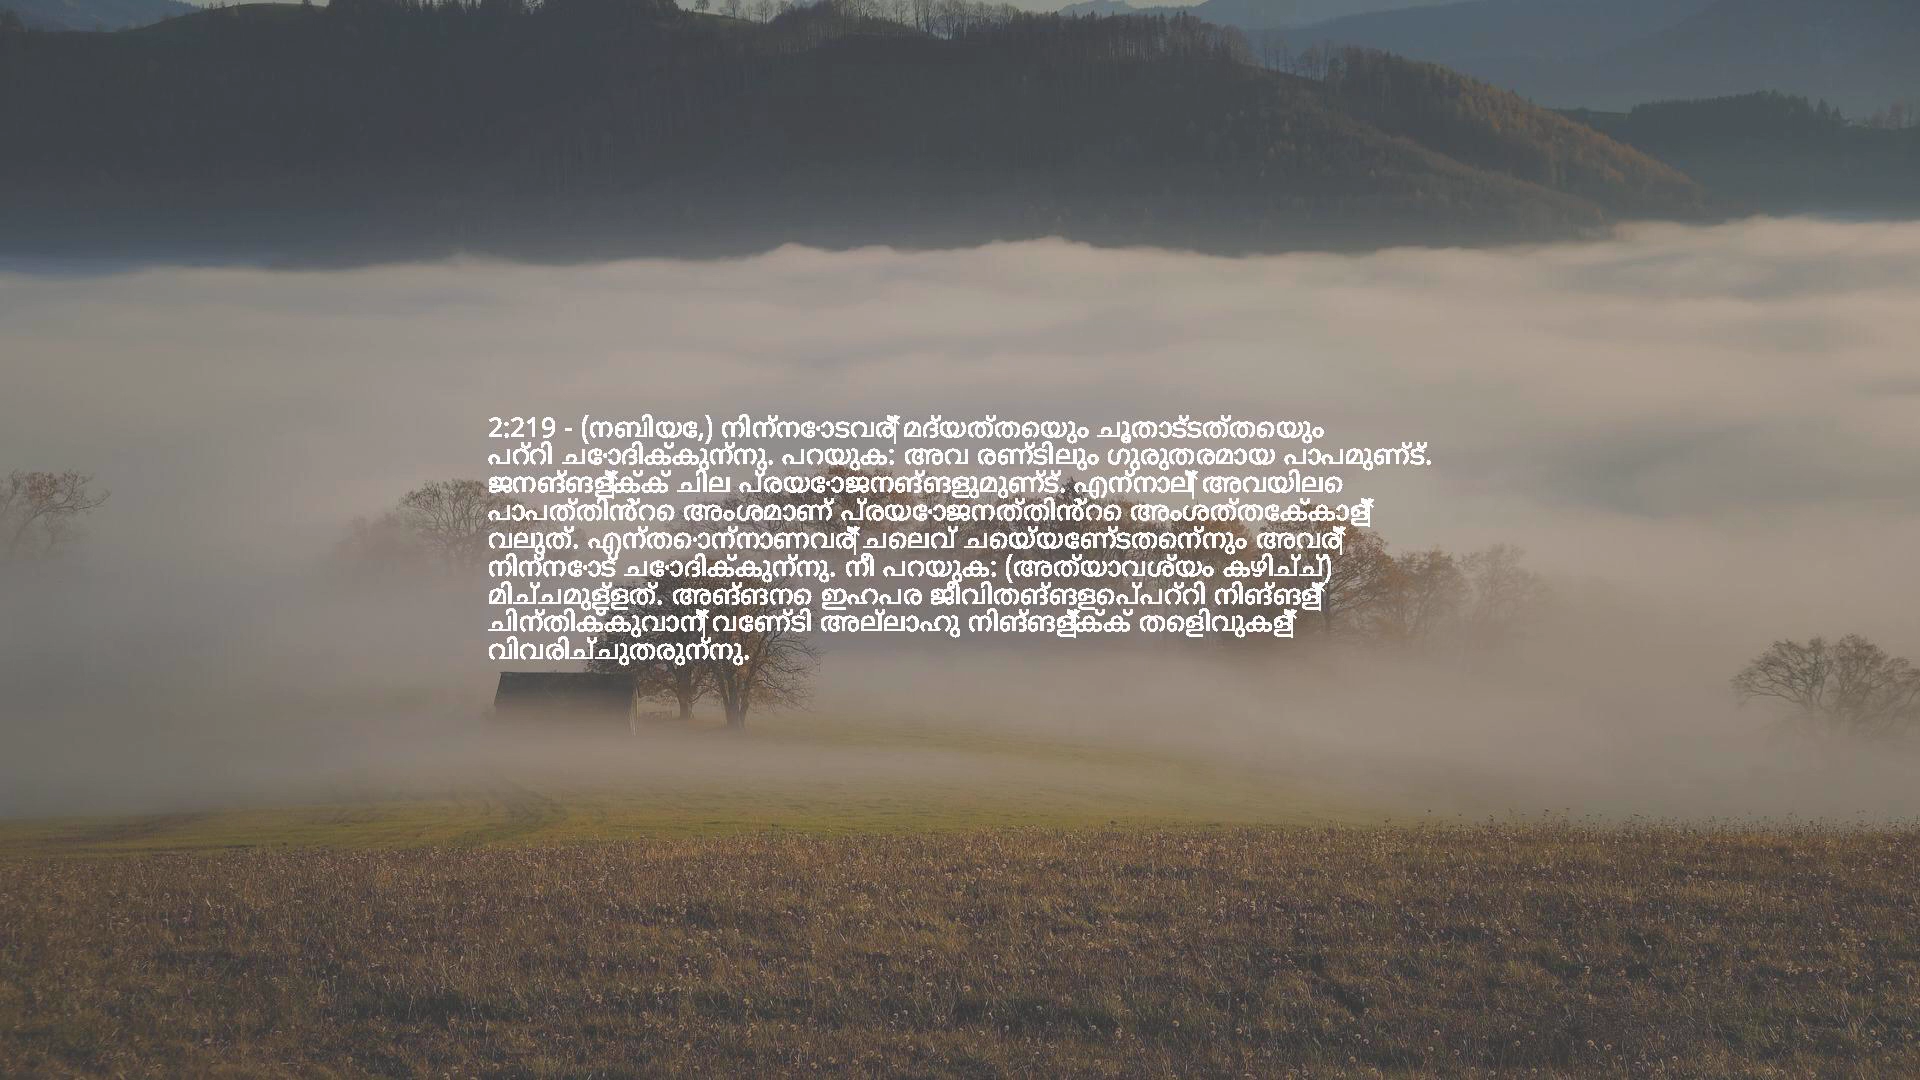 2:219 - (നബിയേ,) നിന്നോടവര്‍ മദ്യത്തെയും ചൂതാട്ടത്തെയും
പറ്റി ചോദിക്കുന്നു. പറയുക: അവ രണ്ടിലും ഗുരുതരമായ പാപമുണ്ട്.
ജനങ്ങള്‍ക്ക് ചില പ്രയോജനങ്ങളുമുണ്ട്. എന്നാല്‍ അവയിലെ
പാപത്തിന്‍റെ അംശമാണ് പ്രയോജനത്തിന്‍റെ അംശത്തേക്കാള്‍
വലുത്. എന്തൊന്നാണവര്‍ ചെലവ് ചെയ്യേണ്ടതെന്നും അവര്‍
നിന്നോട് ചോദിക്കുന്നു. നീ പറയുക: (അത്യാവശ്യം കഴിച്ച്)
മിച്ചമുള്ളത്. അങ്ങനെ ഇഹപര ജീവിതങ്ങളെപ്പറ്റി നിങ്ങള്‍
ചിന്തിക്കുവാന്‍ വേണ്ടി അല്ലാഹു നിങ്ങള്‍ക്ക് തെളിവുകള്‍
വിവരിച്ചുതരുന്നു.